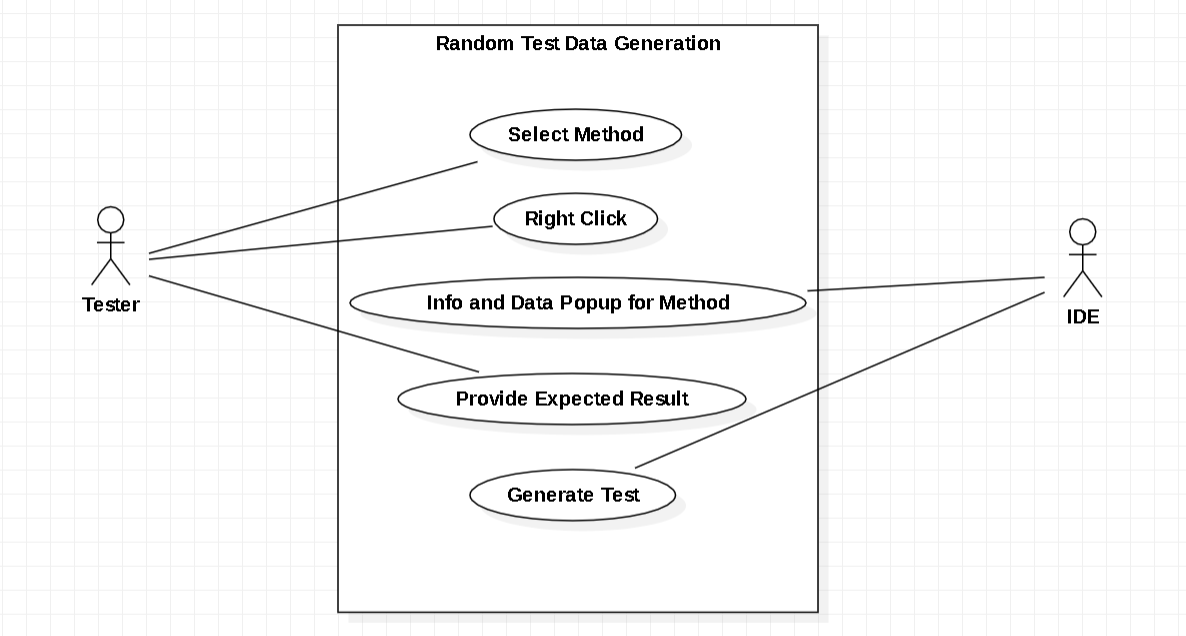 Random Test Data Generation
Select Method
Right Click
Tester
Info and Data Popup for Method
IDE
Provide Expected Result
Generate Test